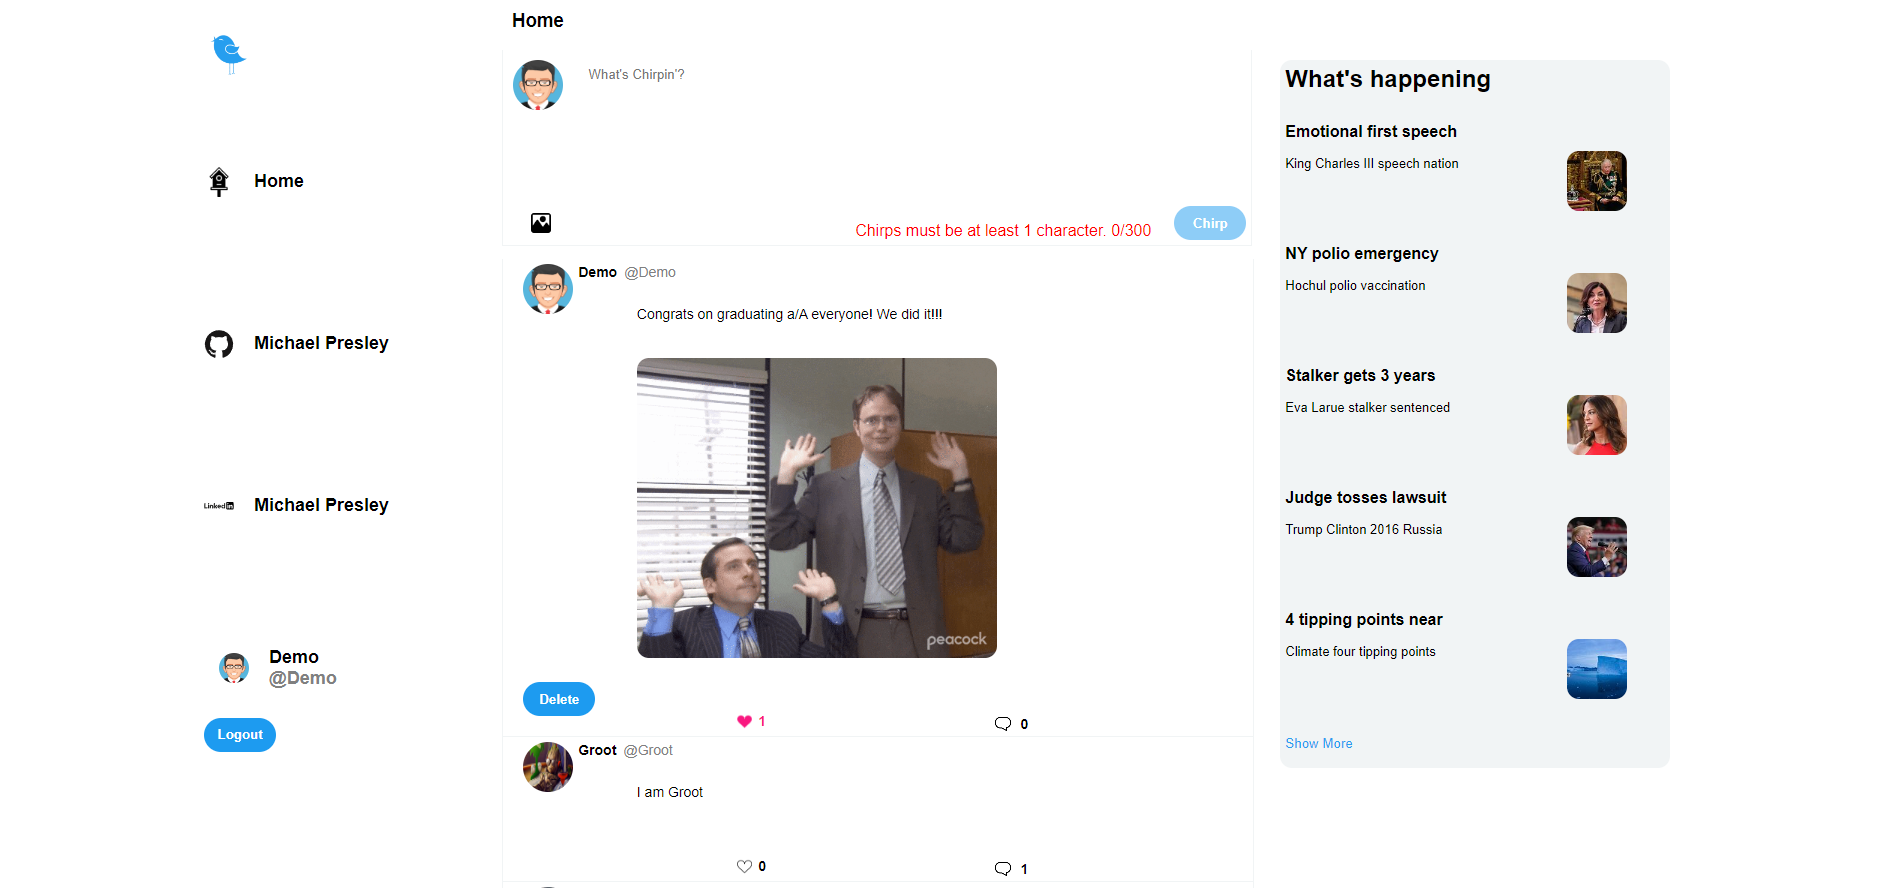 Home
Home
Michael Presley
Linked in
Michael Presley
Demo
@Demo
Logout
What's Chirpin'?
Chirps must be at least 1 character. 0/300
Chirp
Demo @Demo
Congrats on graduating a/A everyone! We did it!!!
peacock
Delete
1
0
Groot @Groot
I am Groot
0
1
What's happening
Emotional first speech
King Charles III speech nation
NY polio emergency
Hochul polio vaccination
Stalker gets 3 years
Eva Larue stalker sentenced
Judge tosses lawsuit
Trump Clinton 2016 Russia
4 tipping points near
Climate four tipping points
Show More